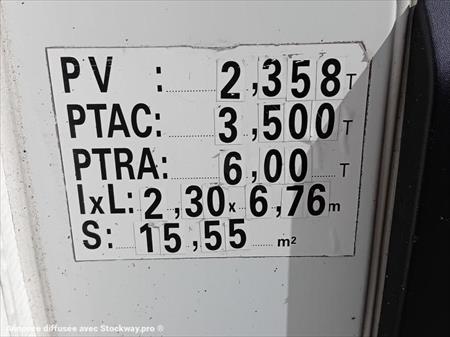 PV : 2,358 T
PTAC: 3,500 T
PTRA: 6,00 T
IxL: 2,30 x 6,76 m
S: 15,55 m²
Annonce diffusée avec Stockway.pro ®